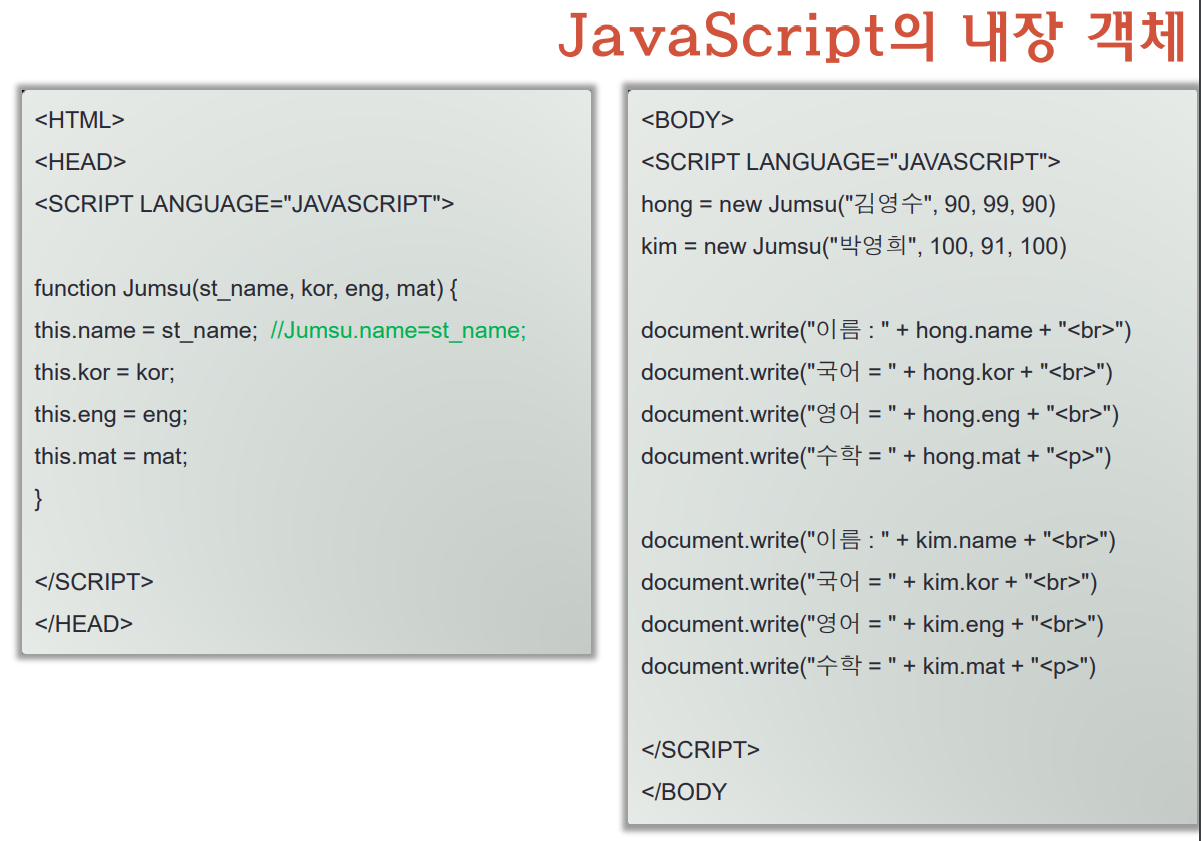 JavaScript의 내장 객체
<HTML>
<HEAD>
<SCRIPT LANGUAGE="JAVASCRIPT">
function Jumsu(st_name, kor, eng, mat) {
this.name = st_name;  //Jumsu.name=st_name;
this.kor = kor;
this.eng = eng;
this.mat = mat;
}
</SCRIPT>
</HEAD>
<BODY>
<SCRIPT LANGUAGE="JAVASCRIPT">
hong = new Jumsu("김영수", 90, 99, 90)
kim = new Jumsu("박영희", 100, 91, 100)
document.write("이름 : " + hong.name + "<br>")
document.write("국어 = " + hong.kor + "<br>")
document.write("영어 = " + hong.eng + "<br>")
document.write("수학 = " + hong.mat + "<p>")
document.write("이름 : " + kim.name + "<br>")
document.write("국어 = " + kim.kor + "<br>")
document.write("영어 = " + kim.eng + "<br>")
document.write("수학 = " + kim.mat + "<p>")
</SCRIPT>
</BODY